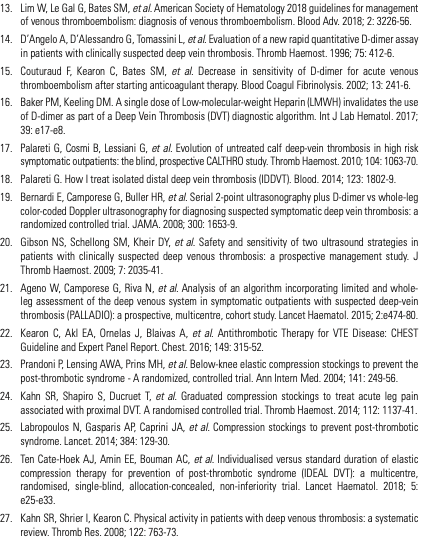 13. Lim W, Le Gal G, Bates SM, et al. American Society of Hematology 2018 guidelines for management
of venous thromboembolism: diagnosis of venous thromboembolism. Blood Adv. 2018; 2: 3226-56.
14. D'Angelo A, D'Alessandro G, Tomassini L, et al. Evaluation of a new rapid quantitative D-dimer assay
in patients with clinically suspected deep vein thrombosis. Thromb Haemost. 1996; 75: 412-6.
15. Couturaud F, Kearon C, Bates SM, et al. Decrease in sensitivity of D-dimer for acute venous
thromboembolism after starting anticoagulant therapy. Blood Coagul Fibrinolysis. 2002; 13: 241-6.
16. Baker PM, Keeling DM. A single dose of Low-molecular-weight Heparin (LMWH) invalidates the use
of D-dimer as part of a Deep Vein Thrombosis (DVT) diagnostic algorithm. Int J Lab Hematol. 2017;
39: e17-e8.
17. Palareti G, Cosmi B, Lessiani G, et al. Evolution of untreated calf deep-vein thrombosis in high risk
symptomatic outpatients: the blind, prospective CALTHRO study. Thromb Haemost. 2010; 104: 1063-70.
18. Palareti G. How I treat isolated distal deep vein thrombosis (IDDVT). Blood. 2014; 123: 1802-9.
19. Bernardi E, Camporese G, Buller HR, et al. Serial 2-point ultrasonography plus D-dimer vs whole-leg
color-coded Doppler ultrasonography for diagnosing suspected symptomatic deep vein thrombosis: a
randomized controlled trial. JAMA. 2008; 300: 1653-9.
20. Gibson NS, Schellong SM, Kheir DY, et al. Safety and sensitivity of two ultrasound strategies in
patients with clinically suspected deep venous thrombosis: a prospective management study. J
Thromb Haemost. 2009; 7: 2035-41.
21. Ageno W, Camporese G, Riva N, et al. Analysis of an algorithm incorporating limited and whole-
leg assessment of the deep venous system in symptomatic outpatients with suspected deep-vein
thrombosis (PALLADIO): a prospective, multicentre, cohort study. Lancet Haematol. 2015; 2:e474-80.
22. Kearon C, Akl EA, Ornelas J, Blaivas A, et al. Antithrombotic Therapy for VTE Disease: CHEST
Guideline and Expert Panel Report. Chest. 2016; 149: 315-52.
23. Prandoni P, Lensing AWA, Prins MH, et al. Below-knee elastic compression stockings to prevent the
post-thrombotic syndrome - A randomized, controlled trial. Ann Intern Med. 2004; 141: 249-56.
24. Kahn SR, Shapiro S, Ducruet T, et al. Graduated compression stockings to treat acute leg pain
associated with proximal DVT. A randomised controlled trial. Thromb Haemost. 2014; 112: 1137-41.
25. Labropoulos N, Gasparis AP, Caprini JA, et al. Compression stockings to prevent post-thrombotic
syndrome. Lancet. 2014; 384: 129-30.
26. Ten Cate-Hoek AJ, Amin EE, Bouman AC, et al. Individualised versus standard duration of elastic
compression therapy for prevention of post-thrombotic syndrome (IDEAL DVT): a multicentre,
randomised, single-blind, allocation-concealed, non-inferiority trial. Lancet Haematol. 2018; 5:
e25-e33.
27. Kahn SR, Shrier I, Kearon C. Physical activity in patients with deep venous thrombosis: a systematic
review. Thromb Res. 2008; 122: 763-73.